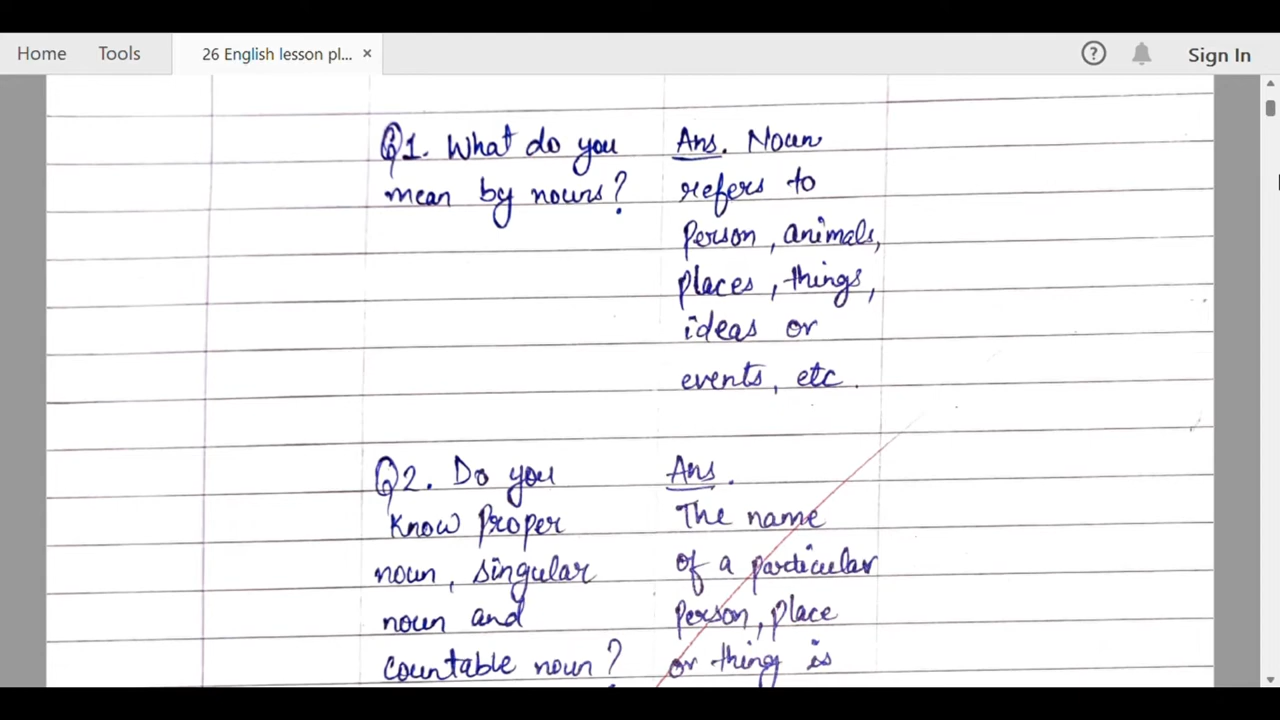 Home Tools 26 English lesson pl... × ? Sign In
Q1. What do you
mean by nouns?
Ans. Noun
refers to
person, animals,
places, things,
ideas or
events, etc.
Q2. Do you
know proper
noun, singular
noun and
countable noun?
Ans.
The name
of a particular
person, place
or thing is